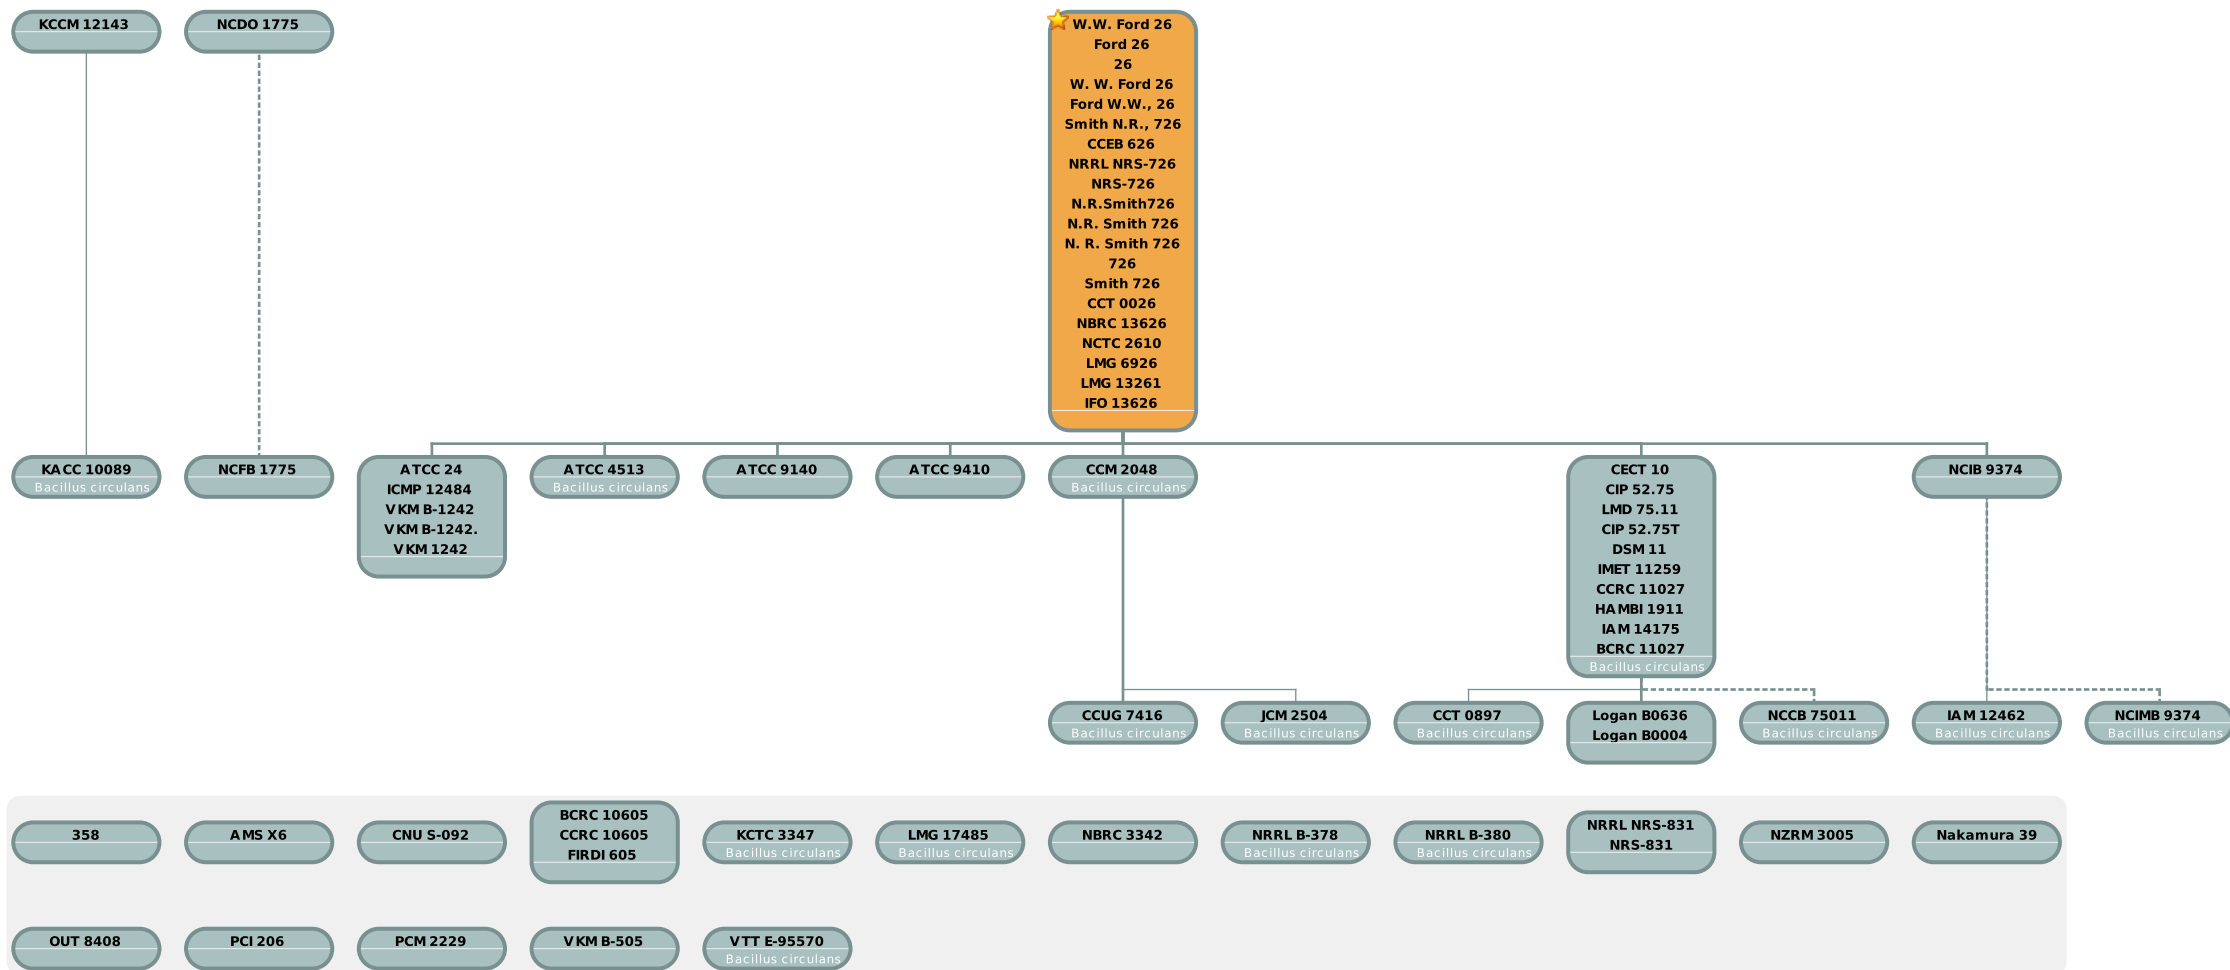 KCCM 12143
NCDO 1775
W.W. Ford 26
Ford 26
26
W. W. Ford 26
Ford W.W., 26
Smith N.R., 726
CCEB 626
NRRL NRS-726
NRS-726
N.R.Smith726
N.R. Smith 726
N. R. Smith 726
726
Smith 726
CCT 0026
NBRC 13626
NCTC 2610
LMG 6926
LMG 13261
IFO 13626
KACC 10089
Bacillus circulans
NCFB 1775
ATCC 24
ICMP 12484
VKM B-1242
VKM B-1242.
VKM 1242
ATCC 4513
Bacillus circulans
ATCC 9140
ATCC 9410
CCM 2048
Bacillus circulans
CECT 10
CIP 52.75
LMD 75.11
CIP 52.75T
DSM 11
IMET 11259
CCRC 11027
HAMBI 1911
IAM 14175
BCRC 11027
Bacillus circulans
NCIB 9374
CCUG 7416
Bacillus circulans
JCM 2504
Bacillus circulans
CCT 0897
Bacillus circulans
Logan B0636
Logan B0004
NCCB 75011
Bacillus circulans
IAM 12462
Bacillus circulans
NCIMB 9374
Bacillus circulans
358
AMS X6
CNU S-092
BCRC 10605
CCRC 10605
FIRDI 605
KCTC 3347
Bacillus circulans
LMG 17485
Bacillus circulans
NBRC 3342
NRRL B-378
Bacillus circulans
NRRL B-380
Bacillus circulans
NRRL NRS-831
NRS-831
NZRM 3005
Nakamura 39
OUT 8408
PCI 206
PCM 2229
VKM B-505
VTT E-95570
Bacillus circulans